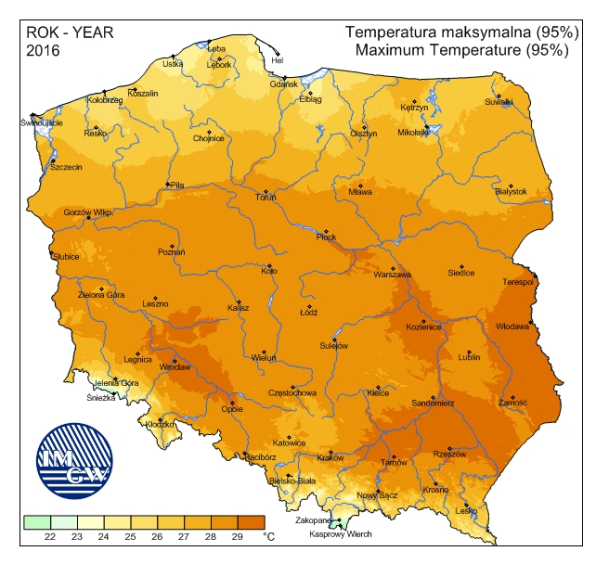 ROK - YEAR
2016
Temperatura maksymalna (95%)
Maximum Temperature (95%)
Łeba
Ustka
Lębork
Hel
Gdańsk
Kołobrzeg
Koszalin
Elbląg
Kętrzyn
Suwałki
Świnoujście
Resko
Chojnice
Olsztyn
Mikołajki
Szczecin
Piła
Toruń
Mława
Białystok
Gorzów Wlkp.
Płock
Słubice
Poznań
Koło
Warszawa
Siedlce
Terespol
Zielona Góra
Leszno
Kalisz
Łódź
Kozienice
Włodawa
Legnica
Wrocław
Wieluń
Sulejów
Lublin
Jelenia Góra
Śnieżka
Opole
Częstochowa
Kielce
Sandomierz
Zamość
Kłodzko
Katowice
Racibórz
Kraków
Tarnów
Rzeszów
Bielsko-Biała
Nowy Sącz
Krosno
Lesko
Zakopane
Kasprowy Wierch
IM
GW
22 23 24 25 26 27 28 29 °C